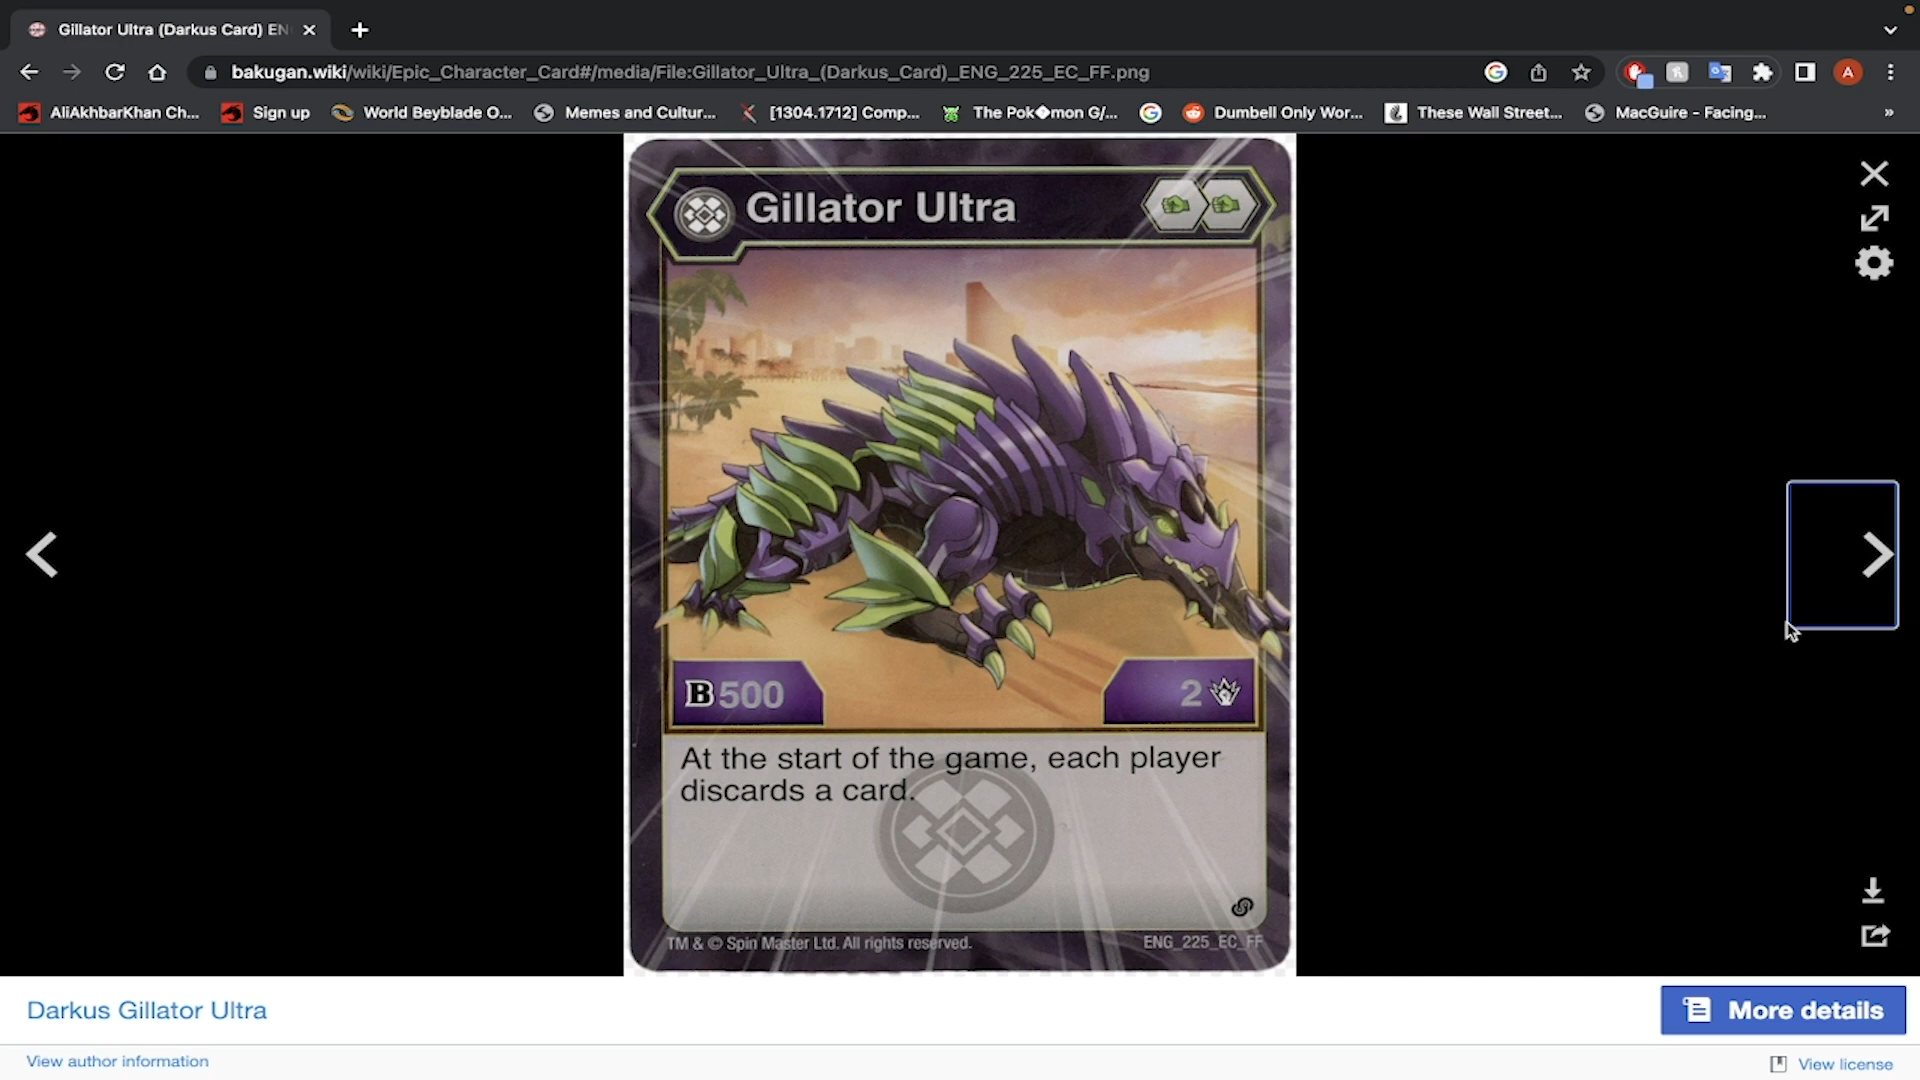 Gillator Ultra (Darkus Card) EN
bakugan.wiki/wiki/Epic_Character_Card#/media/File:Gillator_Ultra_(Darkus_Card)_ENG_225_EC_FF.png
A
AliAkhbarKhan Ch...
Sign up
World Beyblade O...
Memes and Cultur...
[1304.1712] Comp...
The Pok�mon G/...
Dumbell Only Wor...
These Wall Street...
MacGuire - Facing...
»
Gillator Ultra
B 500
2
At the start of the game, each player
discards a card.
TM & © Spin Master Ltd. All rights reserved.
ENG_225_EC_FF
Darkus Gillator Ultra
More details
View author information
View license